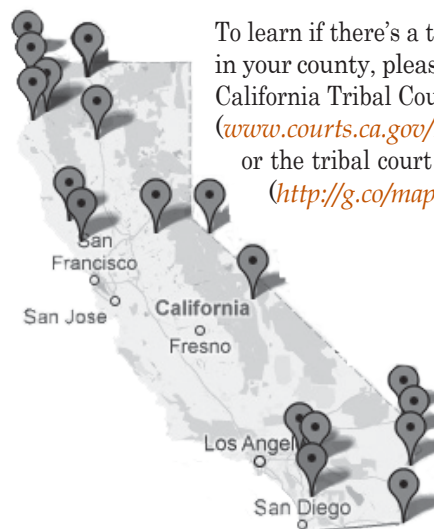 To learn if there's a t
in your county, pleas
California Tribal Cou
(www.courts.ca.gov/
or the tribal court
(http://g.co/map
San
Francisco
San Jose
California
Fresno
Los Angel
San Diego